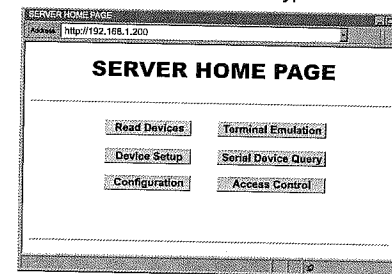 SERVER HOME PAGE
Address http://192.168.1.200
SERVER HOME PAGE
Read Devices Terminal Emulation
Device Setup Serial Device Query
Configuration Access Control